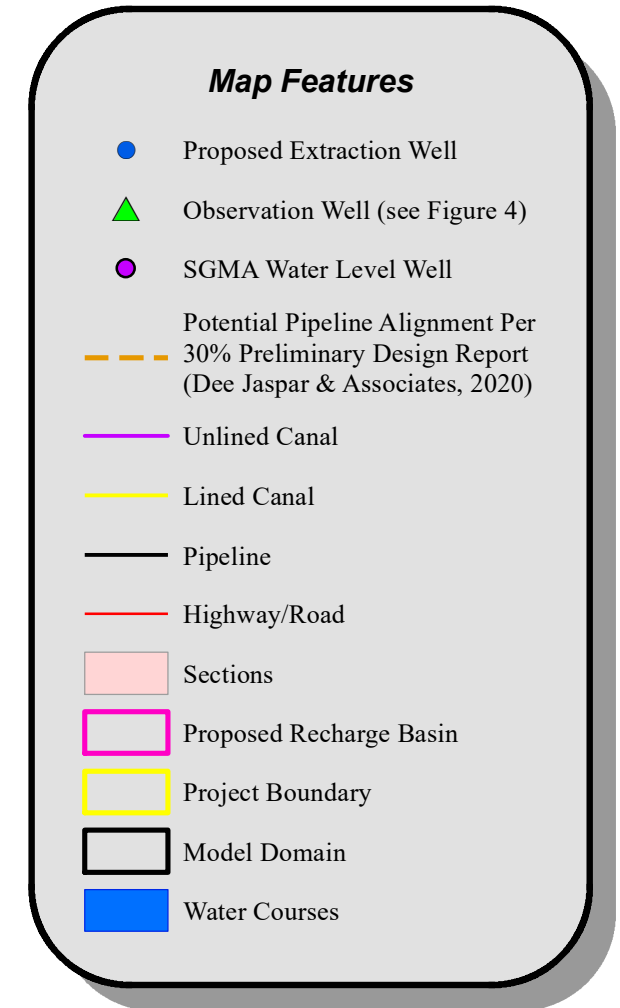 Map Features
Proposed Extraction Well
Observation Well (see Figure 4)
SGMA Water Level Well
Potential Pipeline Alignment Per
30% Preliminary Design Report
(Dee Jaspar & Associates, 2020)
Unlined Canal
Lined Canal
Pipeline
Highway/Road
Sections
Proposed Recharge Basin
Project Boundary
Model Domain
Water Courses